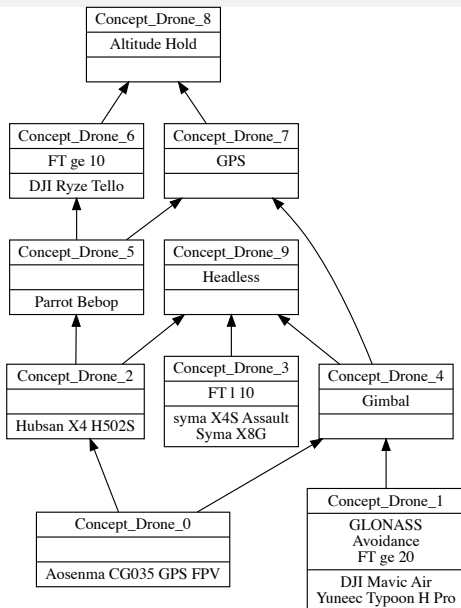 Concept_Drone_8
Altitude Hold
Concept_Drone_6
FT ge 10
DJI Ryze Tello
Concept_Drone_7
GPS
Concept_Drone_5
Parrot Bebop
Concept_Drone_9
Headless
Concept_Drone_2
Hubsan X4 H502S
Concept_Drone_3
FT l 10
syma X4S Assault
Syma X8G
Concept_Drone_4
Gimbal
Concept_Drone_0
Aosenma CG035 GPS FPV
Concept_Drone_1
GLONASS
Avoidance
FT ge 20
DJI Mavic Air
Yuneec Typoon H Pro